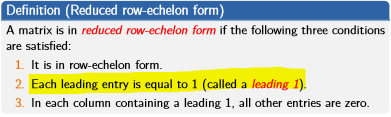 Definition (Reduced row-echelon form)
A matrix is in reduced row-echelon form if the following three conditions
are satisfied:
1. It is in row-echelon form.
2. Each leading entry is equal to 1 (called a leading 1).
3. In each column containing a leading 1, all other entries are zero.